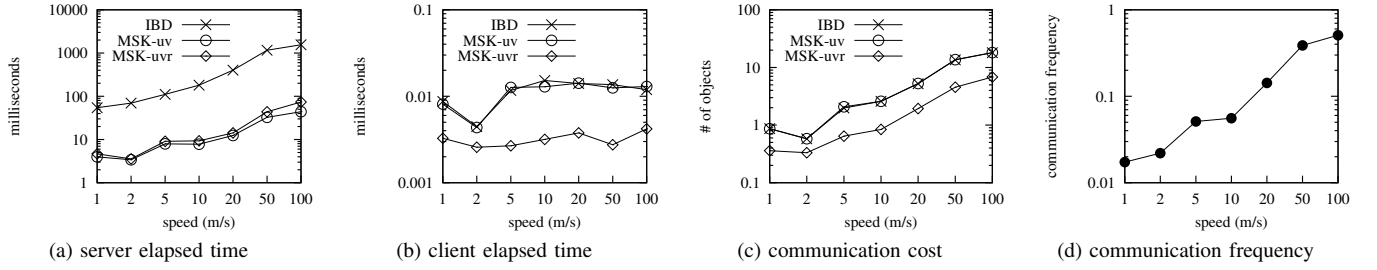 10000
1000
100
10
1
milliseconds
IBD
MSK-uv
MSK-uvr
1 2 5 10 20 50 100
speed (m/s)
(a) server elapsed time
0.1
0.01
0.001
milliseconds
IBD
MSK-uv
MSK-uvr
1 2 5 10 20 50 100
speed (m/s)
(b) client elapsed time
100
10
1
0.1
# of objects
IBD
MSK-uv
MSK-uvr
1 2 5 10 20 50 100
speed (m/s)
(c) communication cost
1
0.1
0.01
communication frequency
1 2 5 10 20 50 100
speed (m/s)
(d) communication frequency